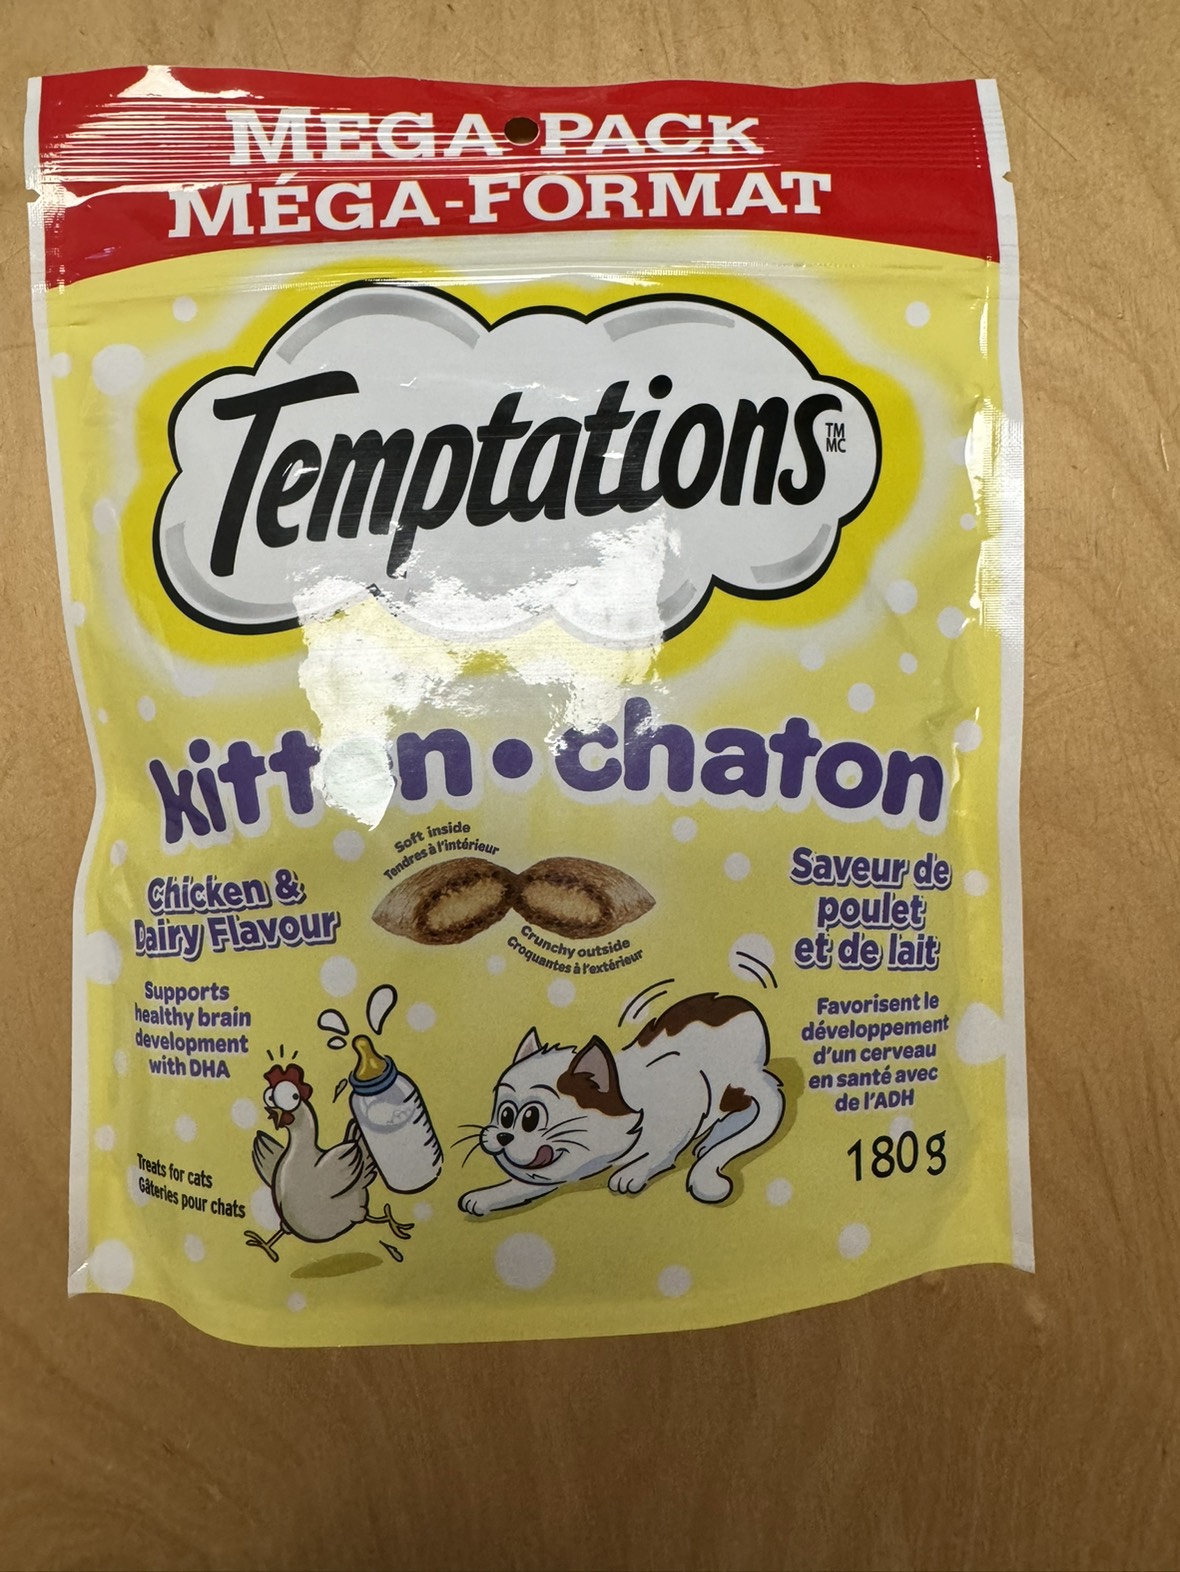 MEGA PACK
MÉGA-FORMAT
Temptations
TM
MC
kitten • chaton
Soft inside
Tendres à l'intérieur
Crunchy outside
Croquantes à l'extérieur
Chicken &
Dairy Flavour
Supports
healthy brain
development
with DHA
Treats for cats
Gâteries pour chats
Saveur de
poulet
et de lait
Favorisent le
développement
d'un cerveau
en santé avec
de l'ADH
180g